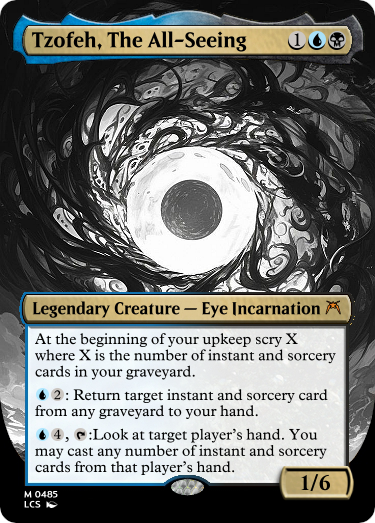 Tzofeh, The All-Seeing 1
Legendary Creature — Eye Incarnation
At the beginning of your upkeep scry X
where X is the number of instant and sorcery
cards in your graveyard.
2: Return target instant and sorcery card
from any graveyard to your hand.
4, :Look at target player's hand. You
may cast any number of instant and sorcery
cards from that player's hand.
1/6
M 0485
LCS